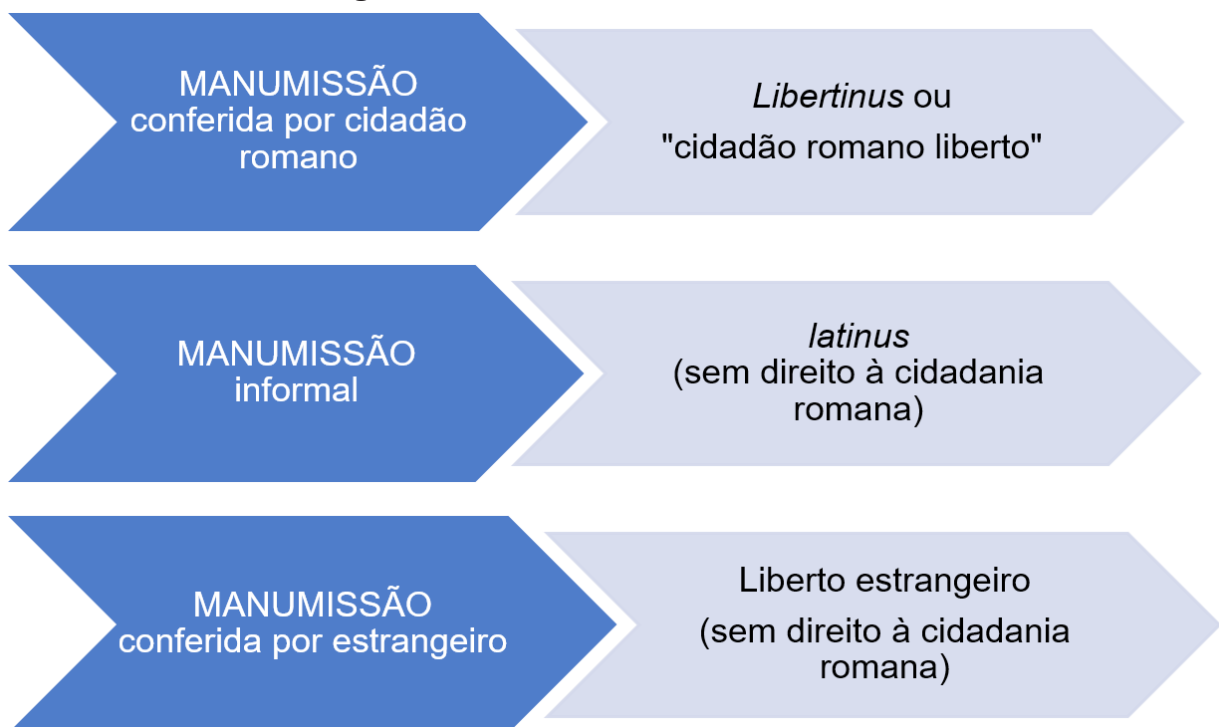 MANUMISSÃO
conferida por cidadão
romano
Libertinus ou
"cidadão romano liberto"
MANUMISSÃO
informal
latinus
(sem direito à cidadania
romana)
MANUMISSÃO
conferida por estrangeiro
Liberto estrangeiro
(sem direito à cidadania
romana)